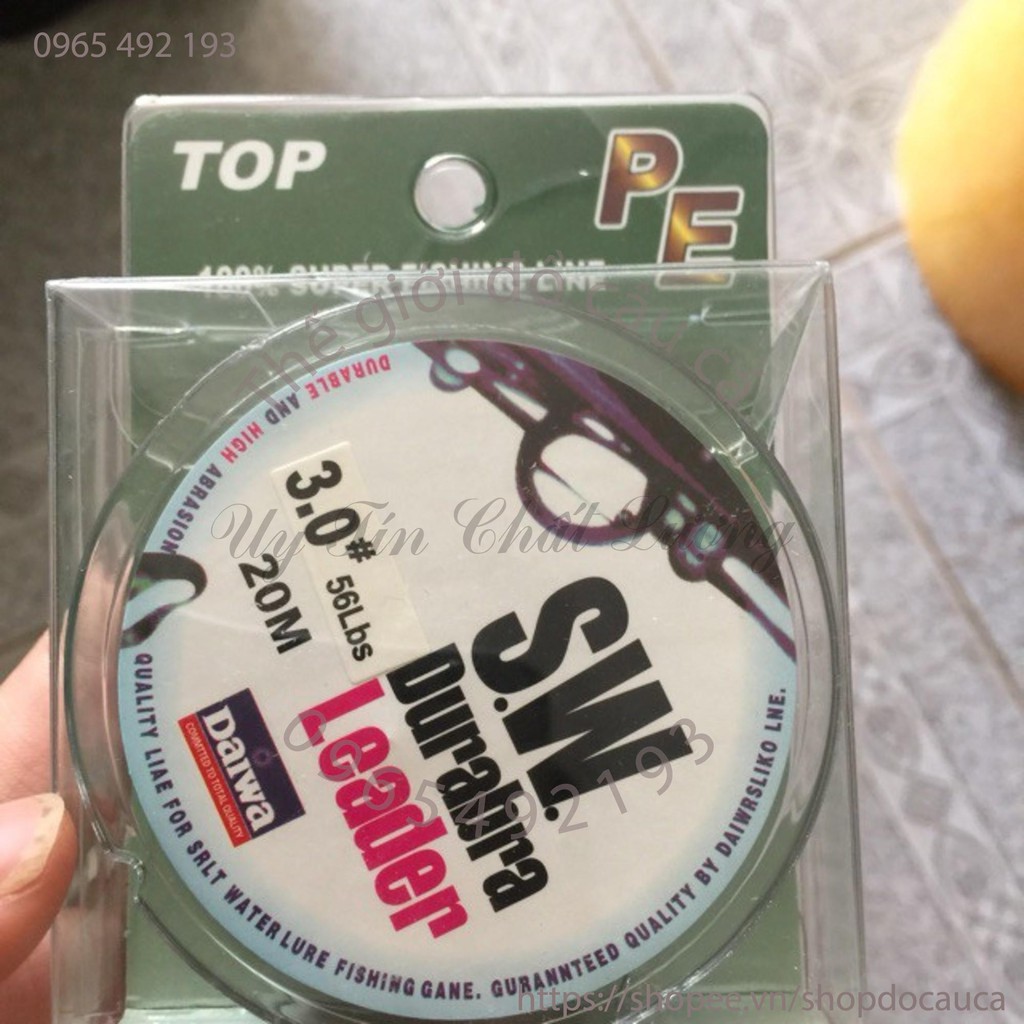 0965 492 193
TOP
PE
100% SUPER FISHING LINE
Thế giới đồ câu cá
DURABLE AND HIGH ABRASION
3.0# 56Lbs
20M
Uy Tín Chất Lượng
S.W.
Durabra
Leader
Daiwa
COMMITTED TO TOTAL QUALITY
0965492193
QUALITY LIAE FOR SRLT WATER LURE FISHING GANE. GURANNTEED QUALITY BY DAIWRSLIKO LNE.
https://shopee.vn/shopdocauca